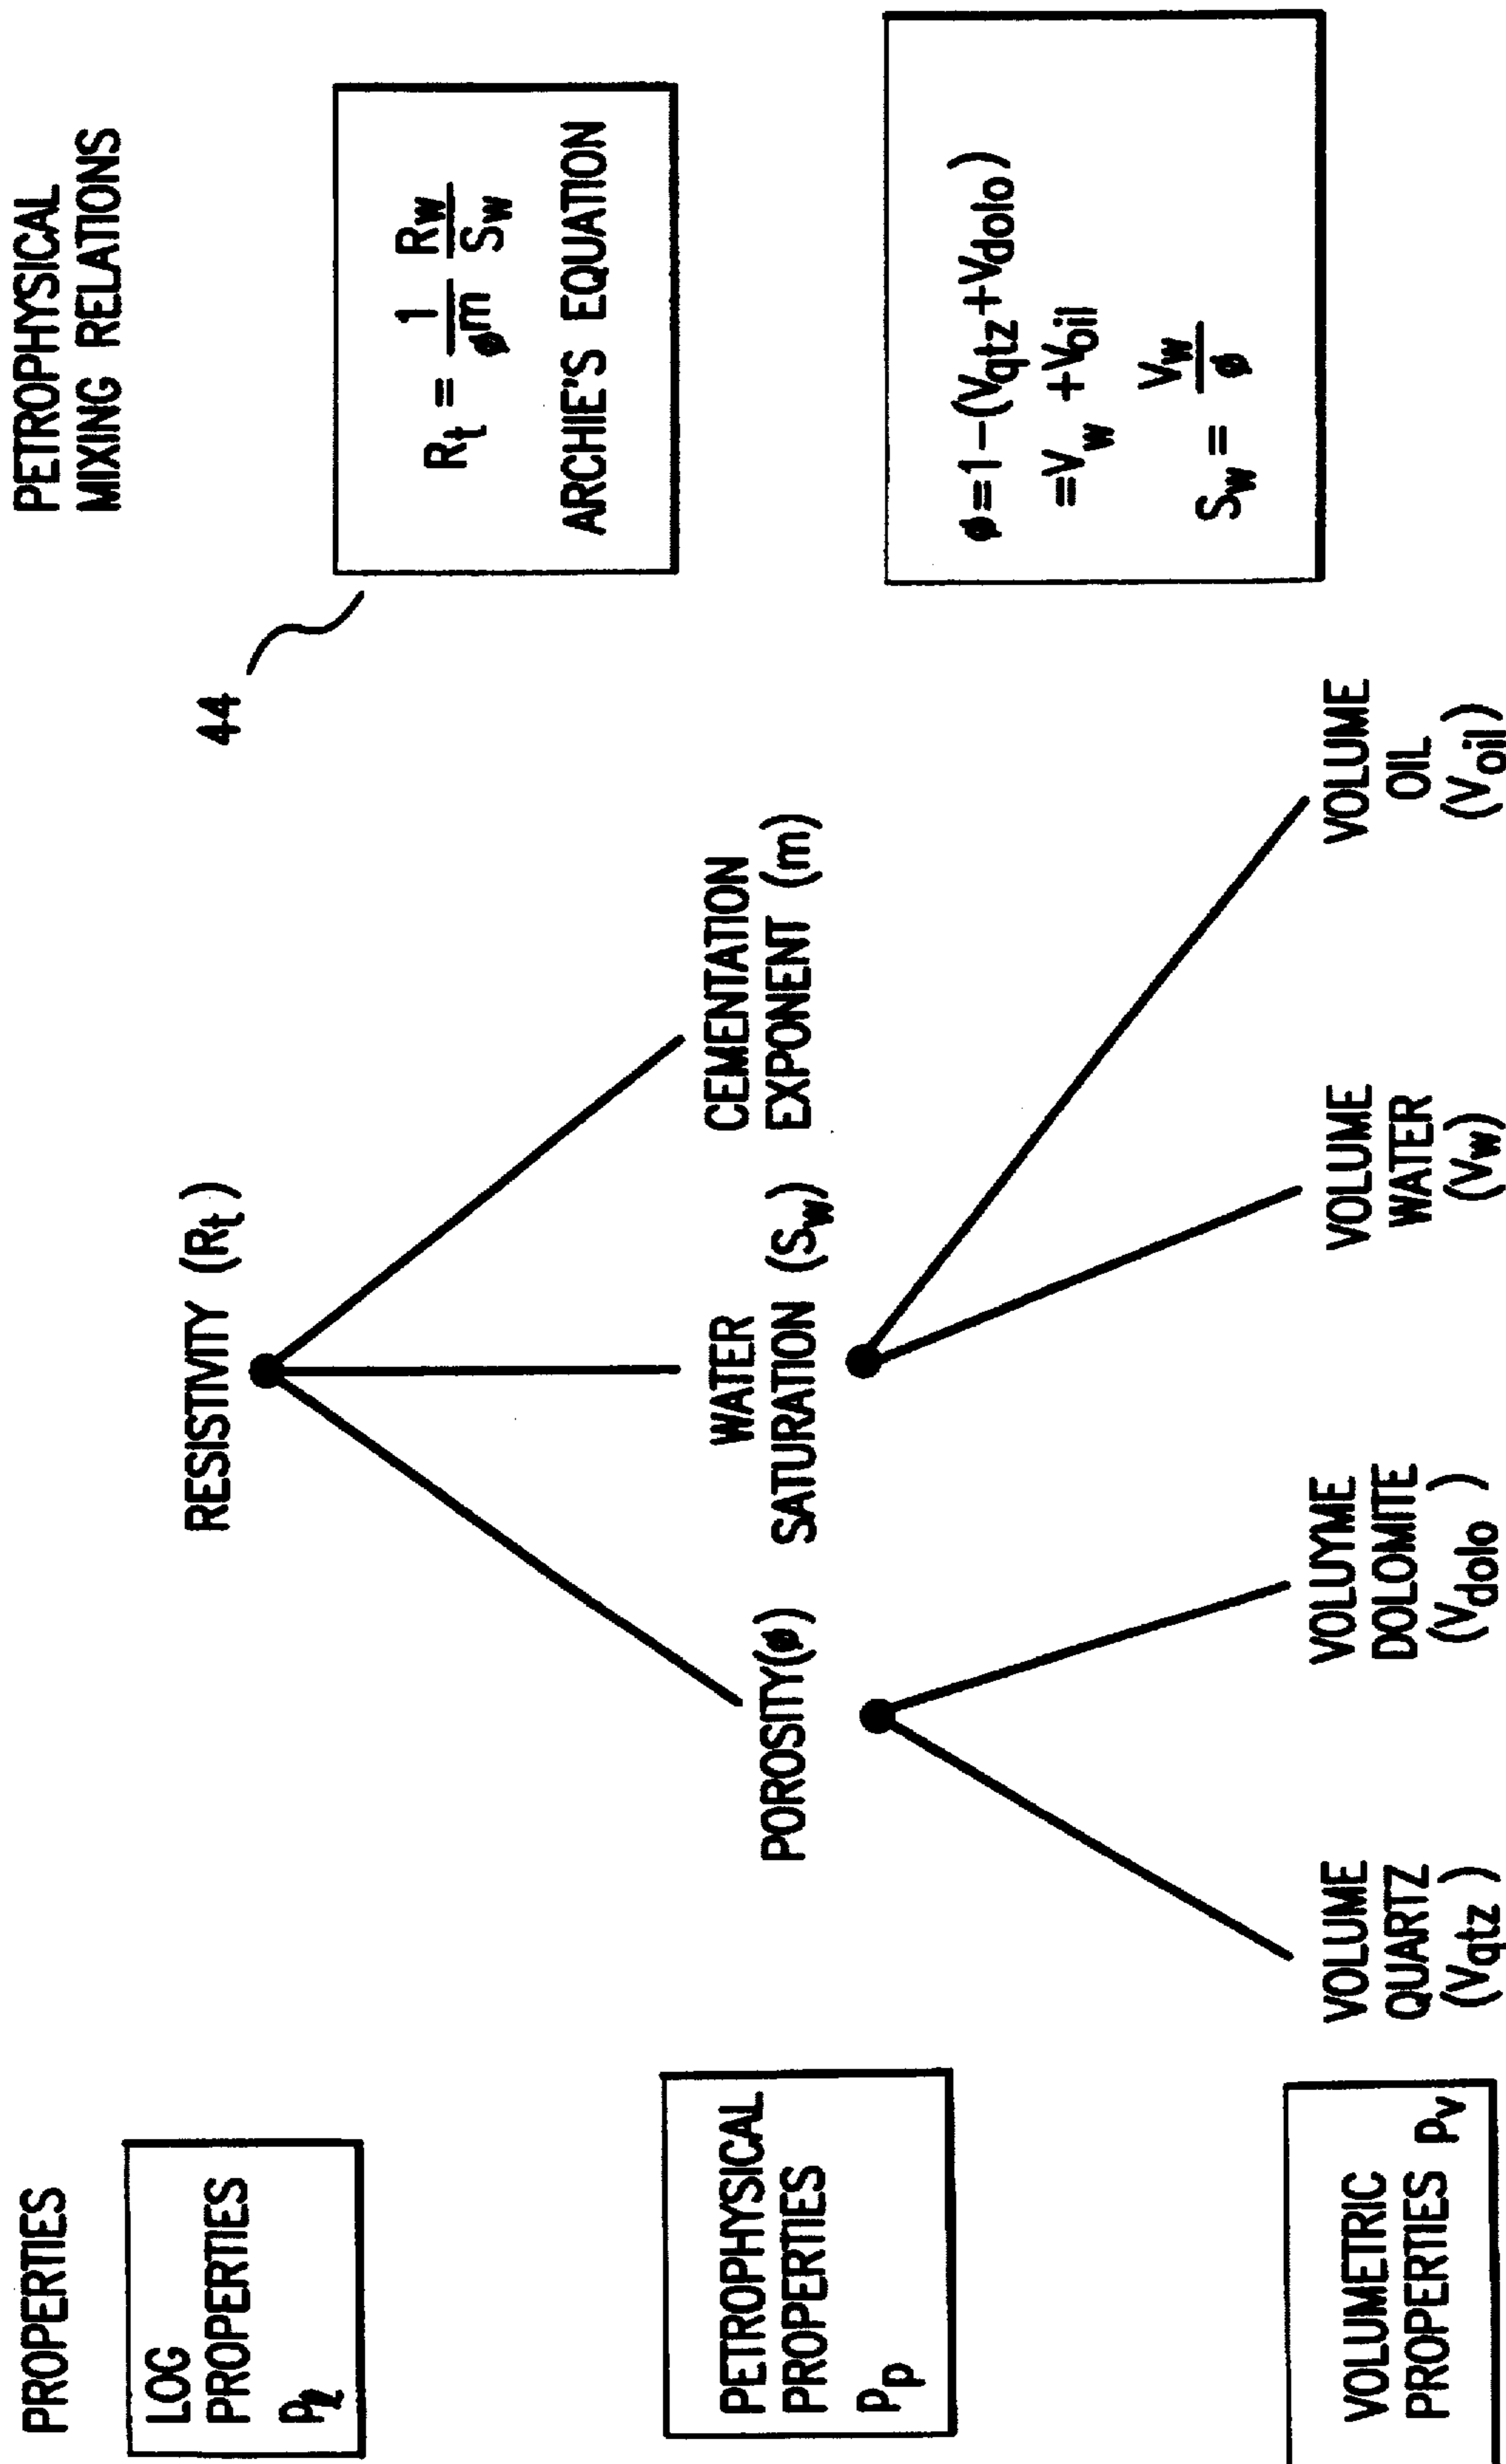 PROPERTIES
PETROPHYSICAL
MIXING RELATIONS
LOG
PROPERTIES
pℓ
RESISTIVITY (Rt)
44
Rt = 1/øm Rw/Sw
ARCHIE'S EQUATION
PETROPHYSICAL
PROPERTIES
Pp
POROSITY(ø)
WATER
SATURATION (Sw)
CEMENTATION
EXPONENT (m)
ø=1-(Vqtz+Vdolo)
=Vw +Voil
Sw = Vw/ø
VOLUMETRIC
PROPERTIES pv
VOLUME
QUARTZ
(Vqtz)
VOLUYME
DOLOMITE
(Vdolo)
VOLUME
WATER
(Vw)
VOLUME
OIL
(Voil)